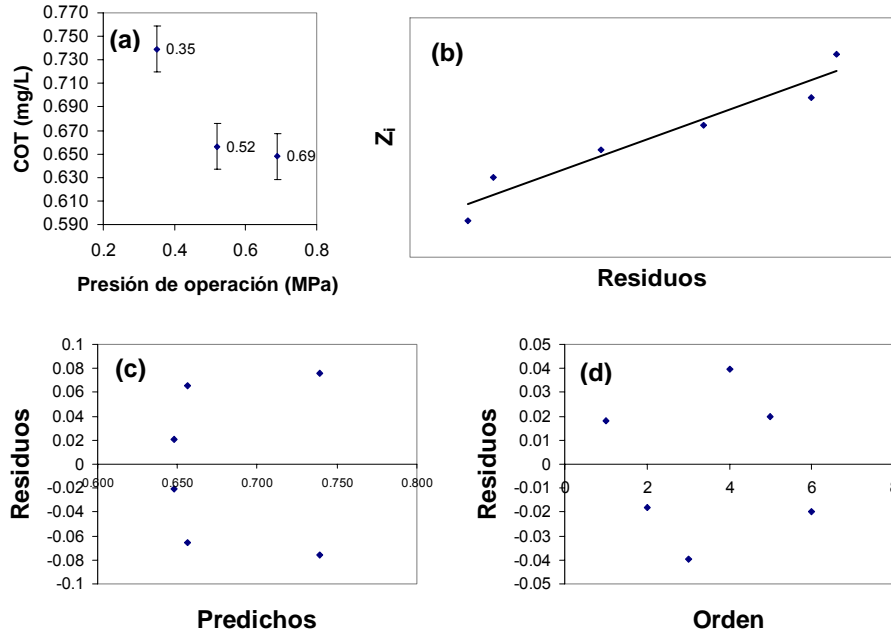 (a)
COT (mg/L)
0.770
0.750
0.730
0.710
0.690
0.670
0.650
0.630
0.610
0.590
0.35
0.52
0.69
0.2 0.4 0.6 0.8
Presión de operación (MPa)
(b)
Zi
Residuos
(c)
Residuos
0.1
0.08
0.06
0.04
0.02
0
-0.02
-0.04
-0.06
-0.08
-0.1
0.600 0.650 0.700 0.750 0.800
Predichos
(d)
Residuos
0.05
0.04
0.03
0.02
0.01
0
-0.01
-0.02
-0.03
-0.04
-0.05
0 2 4 6 8
Orden